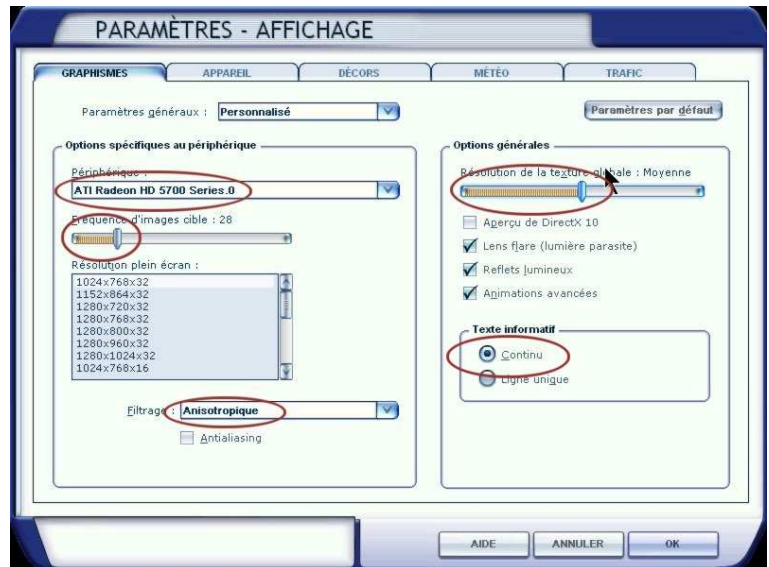 PARAMÈTRES - AFFICHAGE
GRAPHISMES
APPAREIL
DÉCORS
MÉTÉO
TRAFIC
Paramètres généraux : Personnalisé
Paramètres par défaut
Options spécifiques au périphérique
Périphérique :
ATI Radeon HD 5700 Series.0
Fréquence d'images cible : 28
Résolution plein écran :
1024x768x32
1152x864x32
1280x720x32
1280x768x32
1280x800x32
1280x960x32
1280x1024x32
1024x768x16
Filtrage : Anisotropique
Antialiasing
Options générales
Résolution de la texture globale : Moyenne
Aperçu de DirectX 10
Lens flare (lumière parasite)
Reflets lumineux
Animations avancées
Texte informatif
Continu
Ligne unique
AIDE
ANNULER
OK